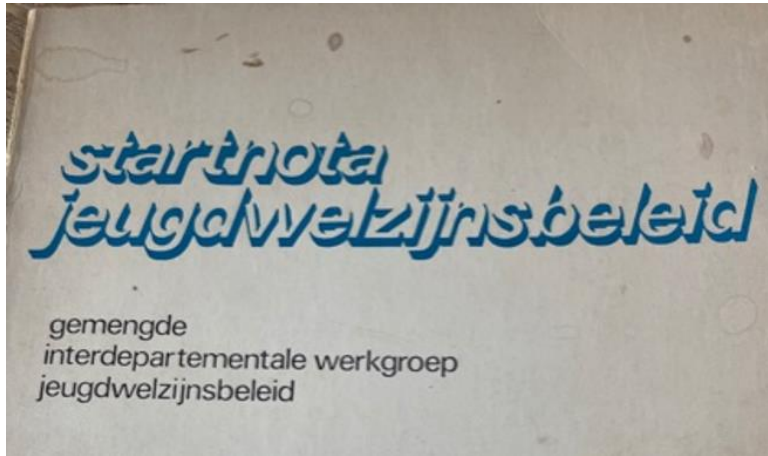 startnota
jeugdwelzijnsbeleid
gemengde
interdepartementale werkgroep
jeugdwelzijnsbeleid